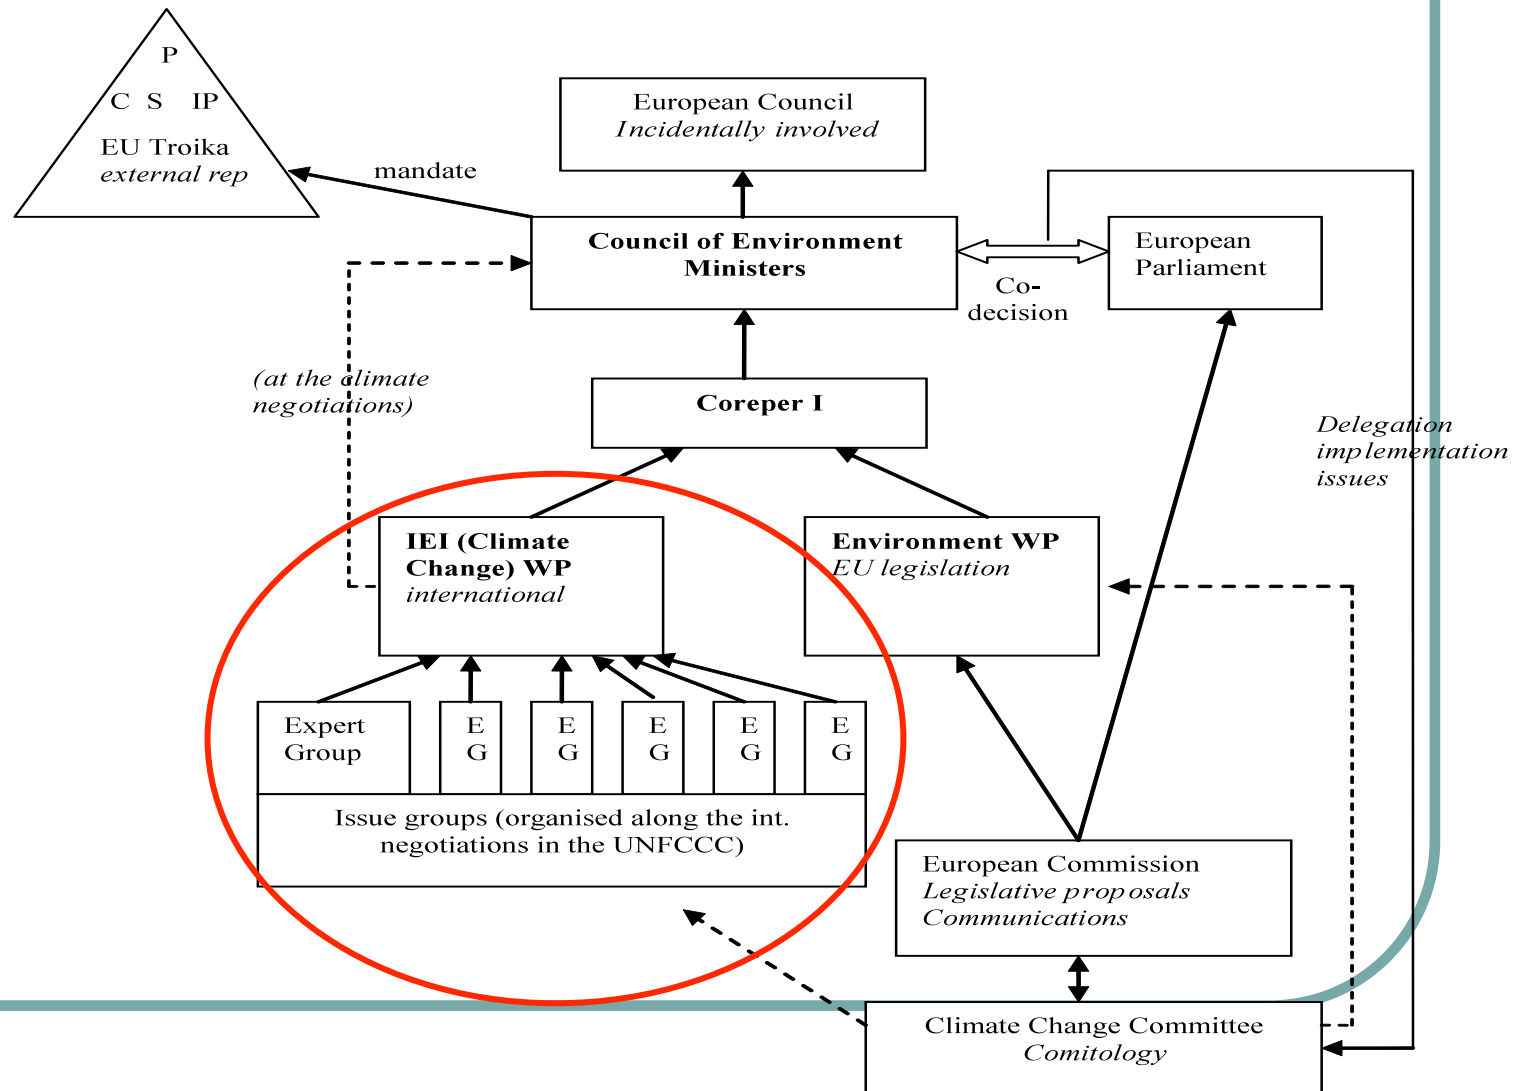 P
C S IP
EU Troika
external rep
mandate
European Council
Incidentally involved
Council of Environment
Ministers
European
Parliament
Co-
decision
(at the climate
negotiations)
Coreper I
Delegation
implementation
issues
IEI (Climate
Change) WP
international
Environment WP
EU legislation
Expert
Group
E
G
E
G
E
G
E
G
E
G
Issue groups (organised along the int.
negotiations in the UNFCCC)
European Commission
Legislative proposals
Communications
Climate Change Committee
Comitology